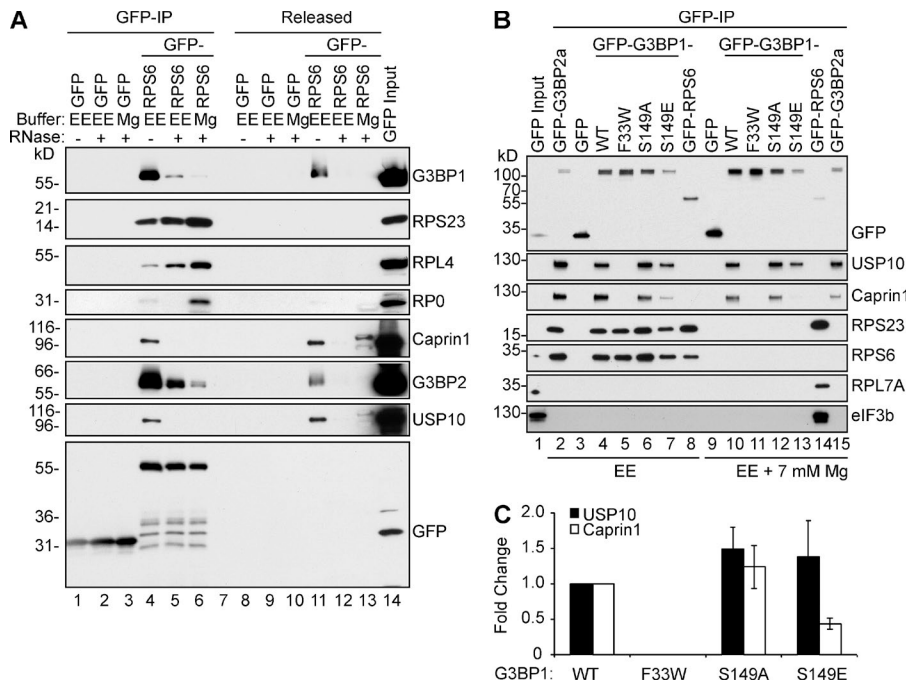 A
GFP-IP
Released
GFP-
GFP-
GFP
GFP
GFP
RPS6
RPS6
RPS6
GFP
GFP
GFP
RPS6
RPS6
RPS6
GFP Input
Buffer: EE EE Mg EE EE Mg EE EE Mg EE EE Mg
RNase: - + + - + + - + + - + +
kD
55-
G3BP1
21-
14-
RPS23
55-
RPL4
31-
RP0
116-
96-
Caprin1
66-
55-
G3BP2
116-
96-
USP10
55-
36-
31-
GFP
1 2 3 4 5 6 7 8 9 10 11 12 13 14
B
GFP-IP
GFP-G3BP1-
GFP-G3BP1-
GFP Input
GFP-G3BP2a
GFP
WT
F33W
S149A
S149E
GFP-RPS6
GFP
WT
F33W
S149A
S149E
GFP-RPS6
GFP-G3BP2a
kD
100-
70-
55-
35-
GFP
130-
USP10
130-
Caprin1
15-
RPS23
35-
RPS6
35-
RPL7A
130-
eIF3b
1 2 3 4 5 6 7 8 9 10 11 12 13 14 15
EE
EE + 7 mM Mg
C
USP10
Caprin1
Fold Change
2.0
1.5
1.0
0.5
0
G3BP1: WT F33W S149A S149E